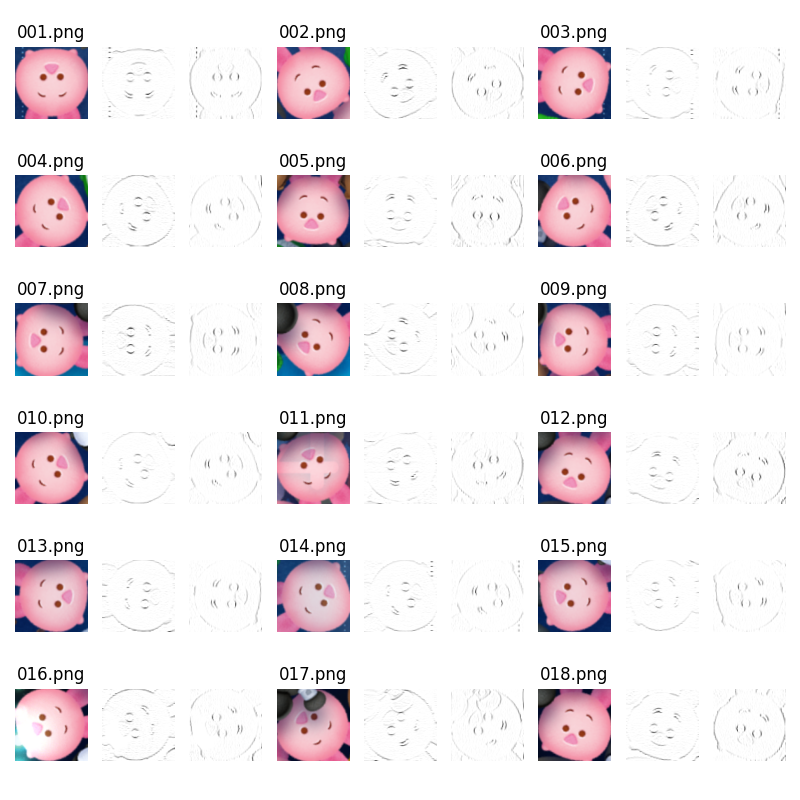 001.png 002.png 003.png
004.png 005.png 006.png
007.png 008.png 009.png
010.png 011.png 012.png
013.png 014.png 015.png
016.png 017.png 018.png